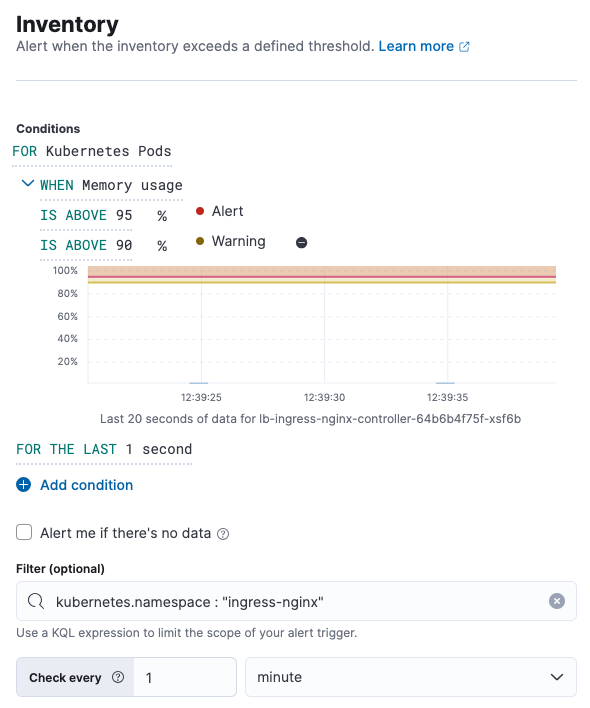 Inventory
Alert when the inventory exceeds a defined threshold. Learn more
Conditions
FOR Kubernetes Pods
WHEN Memory usage
IS ABOVE 95 % Alert
IS ABOVE 90 % Warning
100%
80%
60%
40%
20%
12:39:25 12:39:30 12:39:35
Last 20 seconds of data for lb-ingress-nginx-controller-64b6b4f75f-xsf6b
FOR THE LAST 1 second
Add condition
Alert me if there's no data
Filter (optional)
kubernetes.namespace : "ingress-nginx"
Use a KQL expression to limit the scope of your alert trigger.
Check every 1 minute